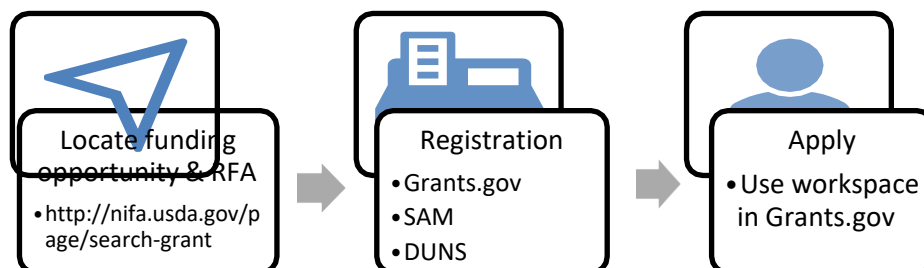 Locate funding
opportunity & RFA
•http://nifa.usda.gov/p
age/search-grant
Registration
•Grants.gov
•SAM
•DUNS
Apply
•Use workspace
in Grants.gov